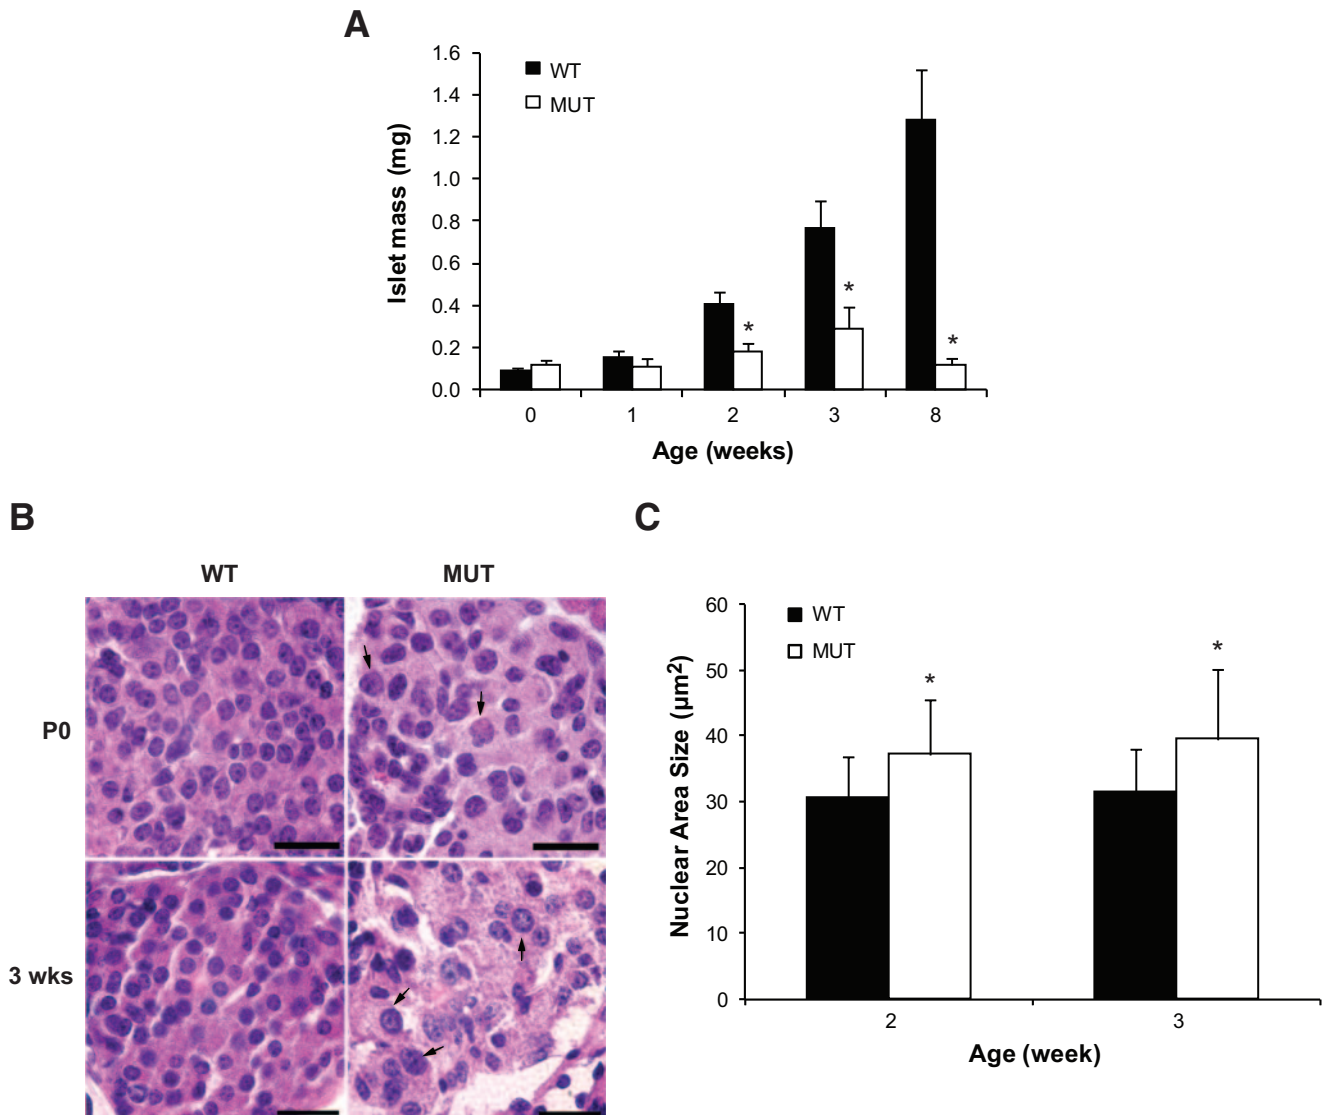 A
1.6
1.4
1.2
1.0
0.8
0.6
0.4
0.2
0.0
Islet mass (mg)
WT
MUT
*
*
*
0
1
2
3
8
Age (weeks)
B
WT
MUT
P0
3 wks
C
60
50
40
30
20
10
0
Nuclear Area Size (µm²)
WT
MUT
*
*
2
3
Age (week)